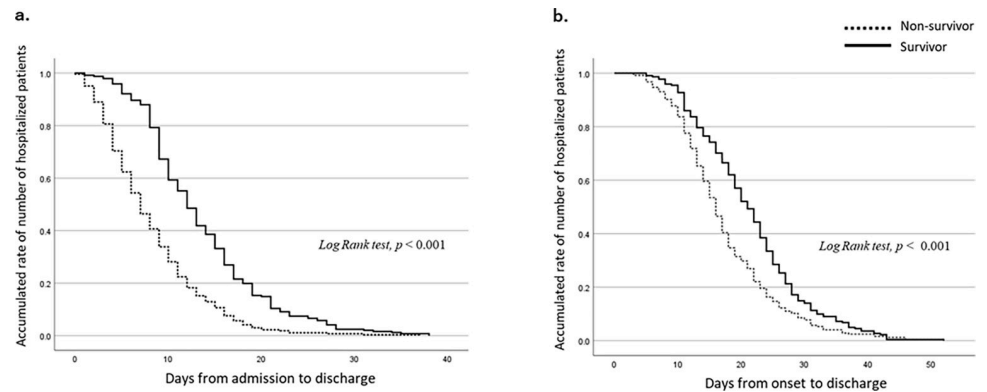 a.
Accumulated rate of number of hospitalized patients
1.0
0.8
0.6
0.4
0.2
0.0
Log Rank test, p < 0.001
0 10 20 30 40
Days from admission to discharge
b.
Non-survivor
Survivor
Accumulated rate of number of hospitalized patients
1.0
0.8
0.6
0.4
0.2
0.0
Log Rank test, p < 0.001
0 10 20 30 40 50
Days from onset to discharge